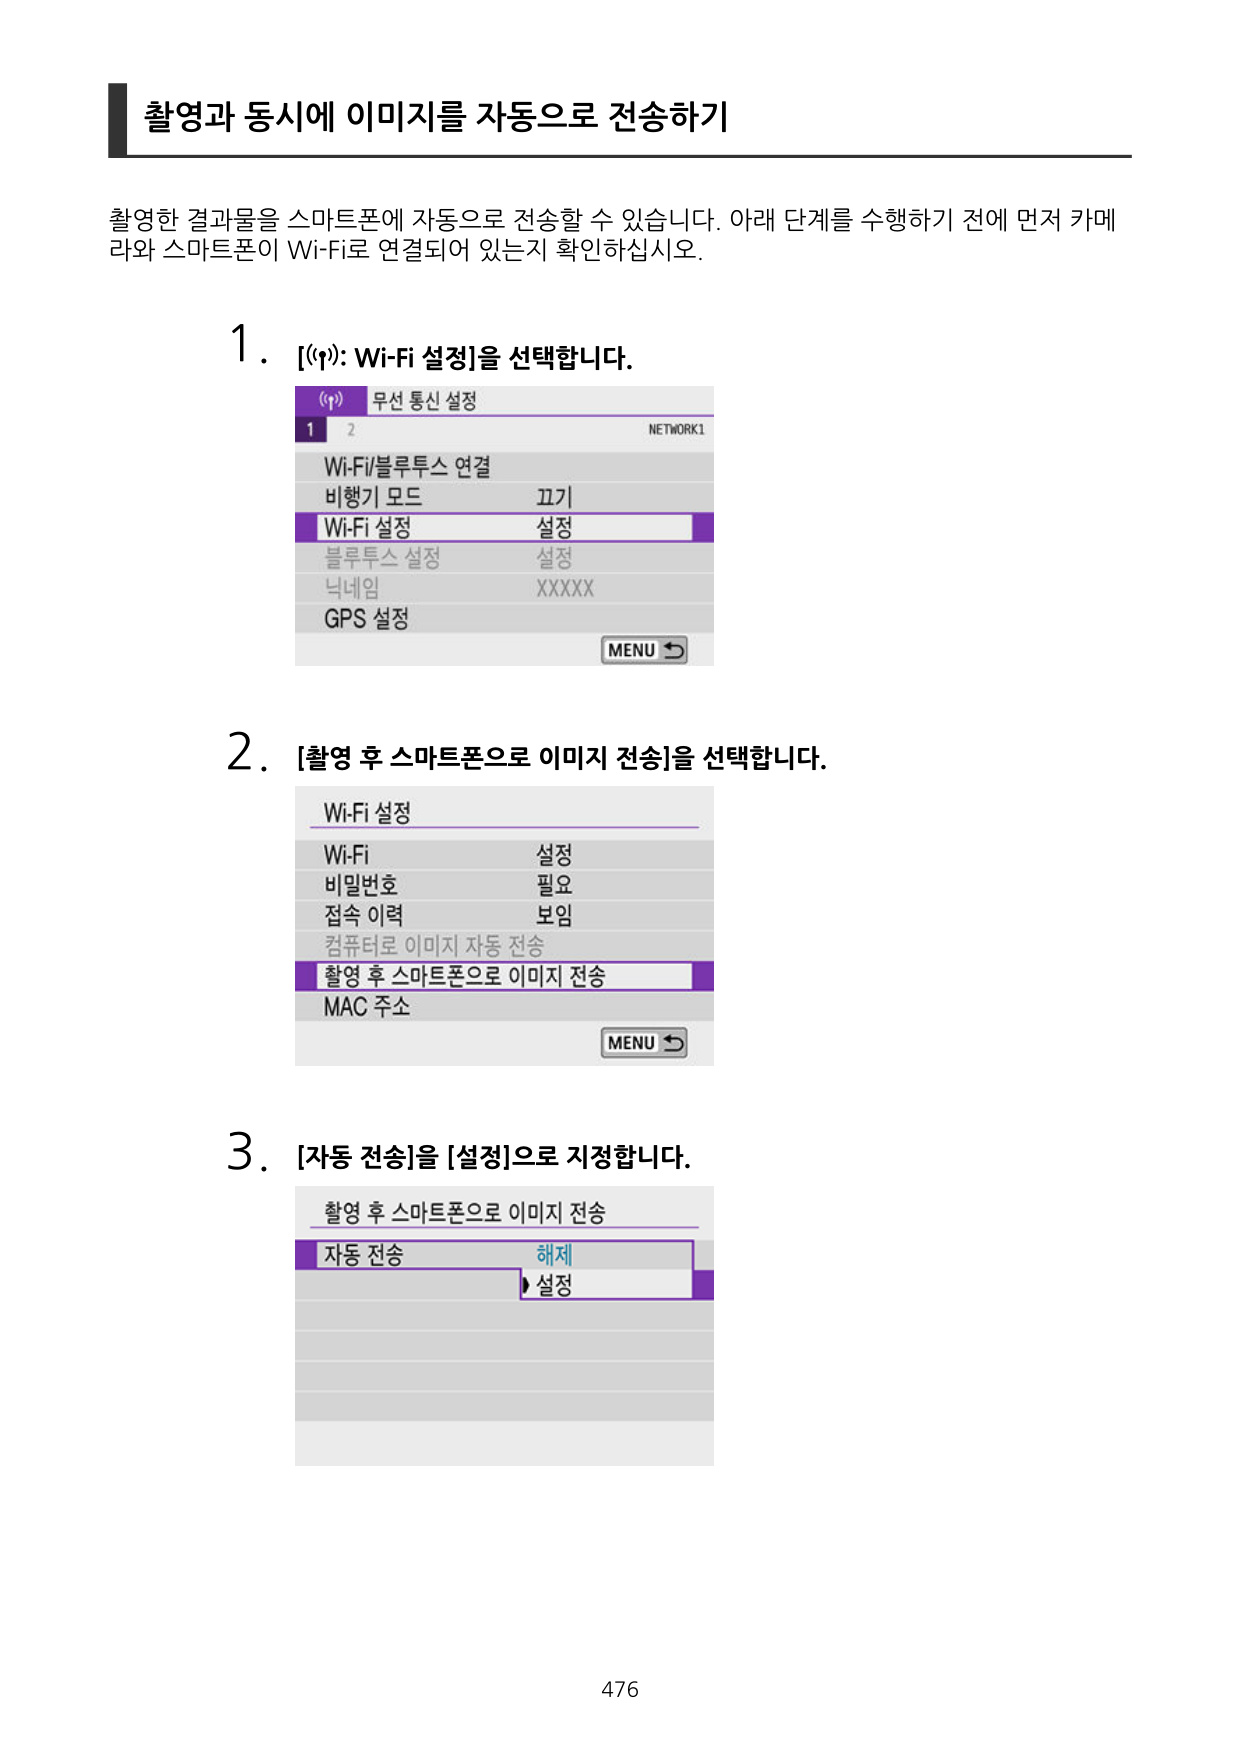 촬영과 동시에 이미지를 자동으로 전송하기
촬영한 결과물을 스마트폰에 자동으로 전송할 수 있습니다. 아래 단계를 수행하기 전에 먼저 카메
라와 스마트폰이 Wi-Fi로 연결되어 있는지 확인하십시오.
1. [: Wi-Fi 설정]을 선택합니다.
무선 통신 설정
1 2 NETWORK1
Wi-Fi/블루투스 연결
비행기 모드 끄기
Wi-Fi 설정 설정
블루투스 설정 설정
닉네임 XXXXX
GPS 설정
MENU
2. [촬영 후 스마트폰으로 이미지 전송]을 선택합니다.
Wi-Fi 설정
Wi-Fi 설정
비밀번호 필요
접속 이력 보임
컴퓨터로 이미지 자동 전송
촬영 후 스마트폰으로 이미지 전송
MAC 주소
MENU
3. [자동 전송]을 [설정]으로 지정합니다.
촬영 후 스마트폰으로 이미지 전송
자동 전송 해제
설정
476